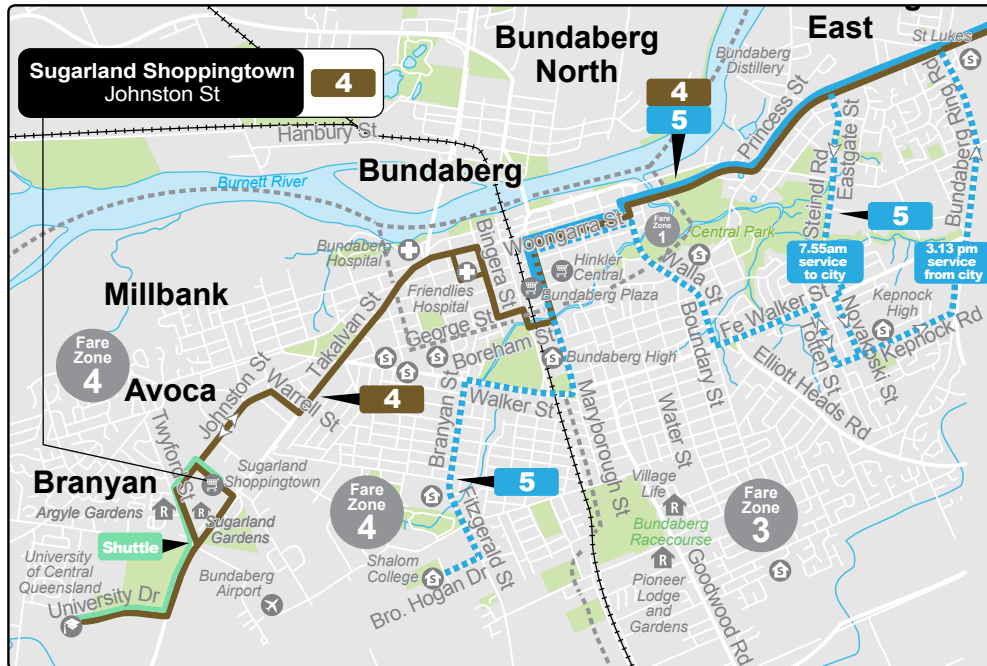 Bundaberg
North
East
St Lukes
Bundaberg
Distillery
Sugarland Shoppingtown
Johnston St
4
4
5
Hanbury St
Princess St
Bundaberg Ring Rd
Eastgate St
Steindl Rd
Burnett River
Bundaberg
Woongarra St
Fare
Zone
1
Central Park
5
Bingera St
Bundaberg
Hospital
Friendlies
Hospital
Hinkler
Central
Bundaberg Plaza
Walla St
7.55am
service
to city
3.13 pm
service
from city
Kepnock
High
Millbank
Takalvan St
George St
Boreham St
Bundaberg High
Boundary St
Fe Walker St
Totten St
Novakoski St
Kepnock Rd
Elliott Heads Rd
Fare
Zone
4
Avoca
Johnston St
Warrell St
4
Branyan St
Walker St
Maryborough St
Water St
Twyford St
Branyan
Sugarland
Shoppingtown
Argyle Gardens
R
R
Sugarland
Gardens
Fare
Zone
4
5
Fitzgerald St
Village
Life
R
Bundaberg
Racecourse
R
Fare
Zone
3
Shuttle
University
of Central
Queensland
University Dr
Bundaberg
Airport
Shalom
College
Bro. Hogan Dr
Pioneer
Lodge
and
Gardens
Goodwood Rd